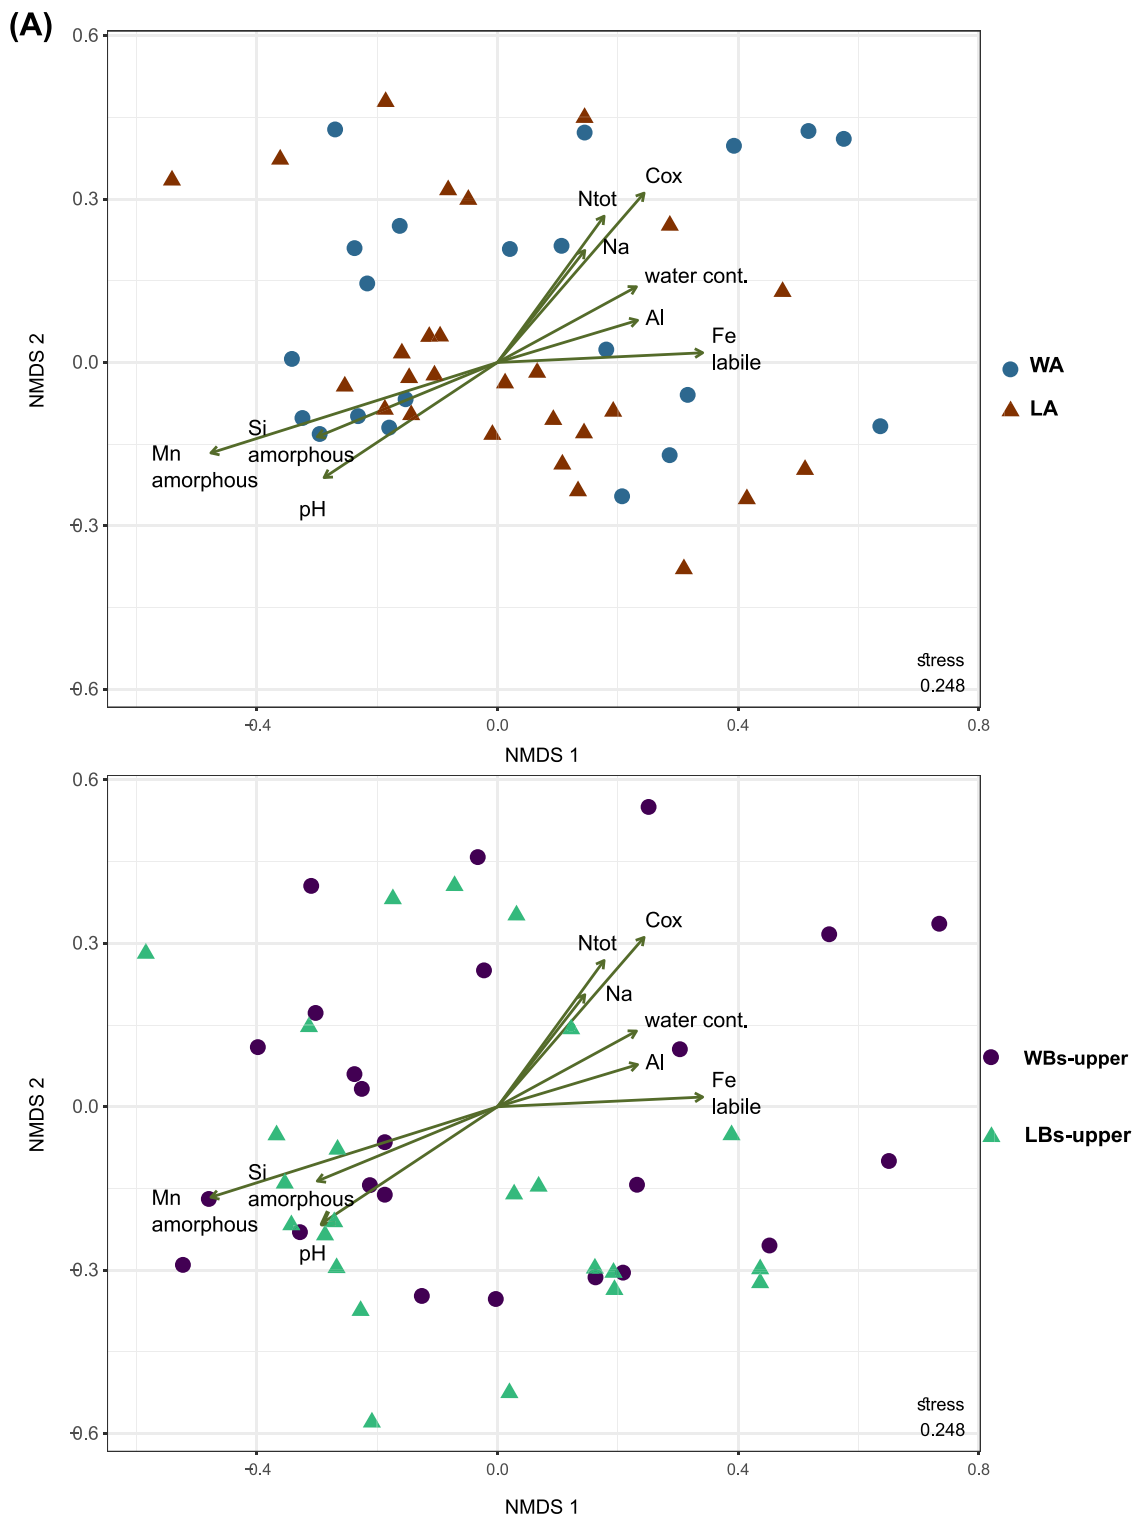 (A)
0.6
0.3
0.0
−0.3
−0.6
NMDS 2
Cox
Ntot
Na
water cont.
Al
Fe
labile
Si
amorphous
Mn
amorphous
pH
stress
0.248
−0.4
0.0
0.4
0.8
NMDS 1
WA
LA
0.6
0.3
0.0
−0.3
−0.6
NMDS 2
Cox
Ntot
Na
water cont.
Al
Fe
labile
Si
amorphous
Mn
amorphous
pH
stress
0.248
−0.4
0.0
0.4
0.8
NMDS 1
WBs-upper
LBs-upper